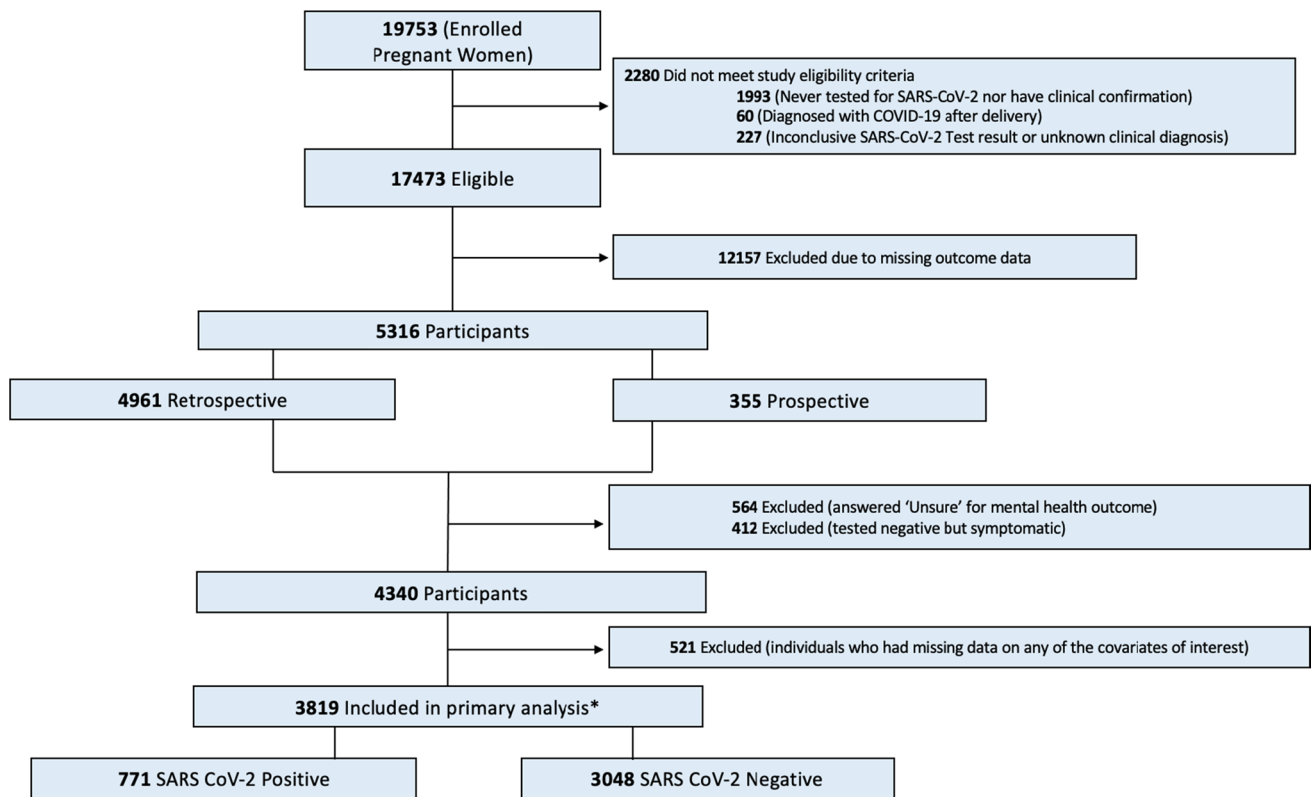 19753 (Enrolled
Pregnant Women)
2280 Did not meet study eligibility criteria
1993 (Never tested for SARS-CoV-2 nor have clinical confirmation)
60 (Diagnosed with COVID-19 after delivery)
227 (Inconclusive SARS-CoV-2 Test result or unknown clinical diagnosis)
17473 Eligible
12157 Excluded due to missing outcome data
5316 Participants
4961 Retrospective
355 Prospective
564 Excluded (answered ‘Unsure’ for mental health outcome)
412 Excluded (tested negative but symptomatic)
4340 Participants
521 Excluded (individuals who had missing data on any of the covariates of interest)
3819 Included in primary analysis*
771 SARS CoV-2 Positive
3048 SARS CoV-2 Negative